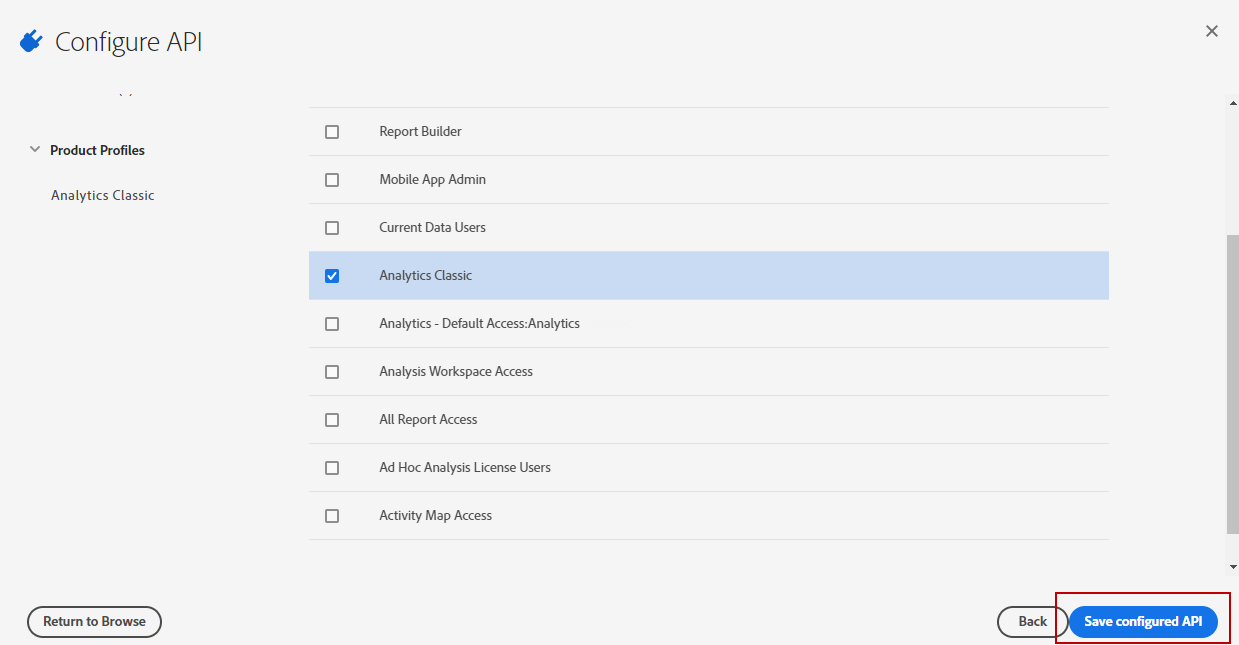 Configure API
Product Profiles
Analytics Classic
Report Builder
Mobile App Admin
Current Data Users
Analytics Classic
Analytics - Default Access:Analytics
Analysis Workspace Access
All Report Access
Ad Hoc Analysis License Users
Activity Map Access
Return to Browse
Back
Save configured API